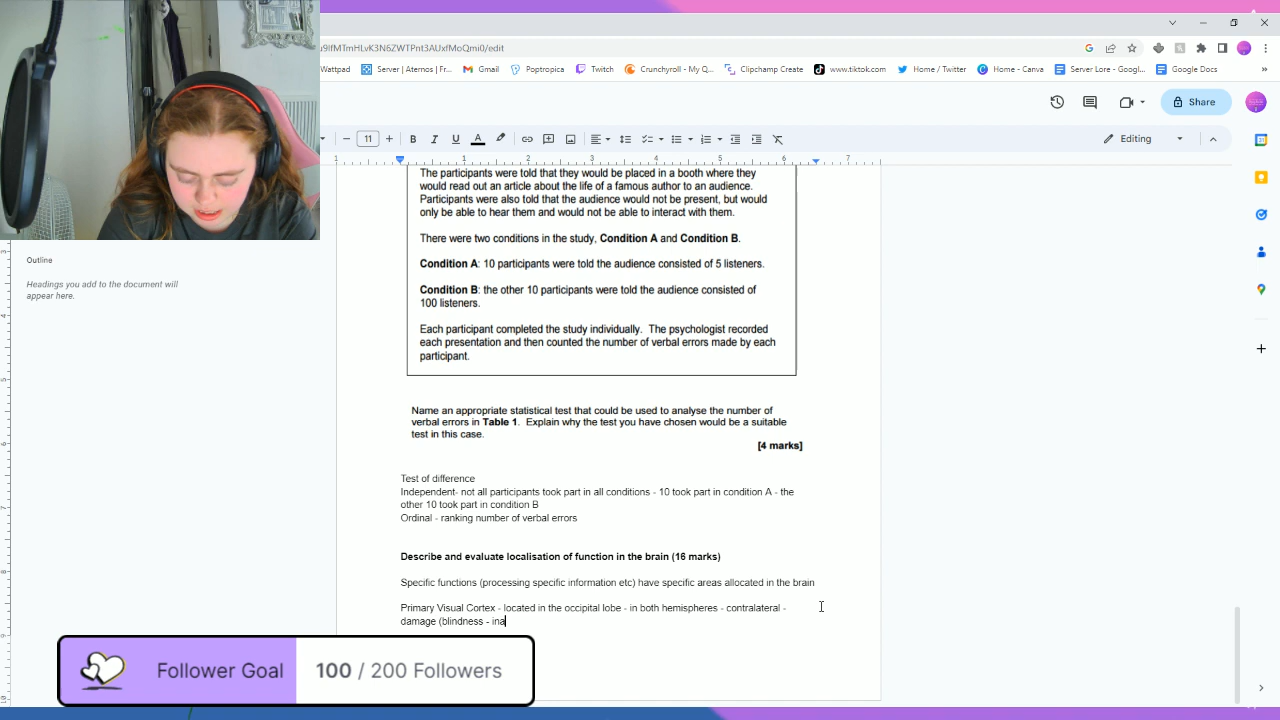 u9lfMTmHLvK3N6ZWTPnt3AUxfMoQmi0/edit
Wattpad Server | Aternos | Fr... Gmail Poptropica Twitch Crunchyroll - My Q... Clipchamp Create www.tiktok.com Home / Twitter Home - Canva Server Lore - Googl... Google Docs »
Share
11 B I U A Editing
1 1 2 3 4 5 6 7
The participants were told that they would be placed in a booth where they
would read out an article about the life of a famous author to an audience.
Participants were also told that the audience would not be present, but would
only be able to hear them and would not be able to interact with them.
There were two conditions in the study, Condition A and Condition B.
Outline
Headings you add to the document will
appear here.
Condition A: 10 participants were told the audience consisted of 5 listeners.
Condition B: the other 10 participants were told the audience consisted of
100 listeners.
Each participant completed the study individually. The psychologist recorded
each presentation and then counted the number of verbal errors made by each
participant.
Name an appropriate statistical test that could be used to analyse the number of
verbal errors in Table 1. Explain why the test you have chosen would be a suitable
test in this case.
[4 marks]
Test of difference
Independent- not all participants took part in all conditions - 10 took part in condition A - the
other 10 took part in condition B
Ordinal - ranking number of verbal errors
Describe and evaluate localisation of function in the brain (16 marks)
Specific functions (processing specific information etc) have specific areas allocated in the brain
Primary Visual Cortex - located in the occipital lobe - in both hemispheres - contralateral -
damage (blindness - ina
Follower Goal 100 / 200 Followers